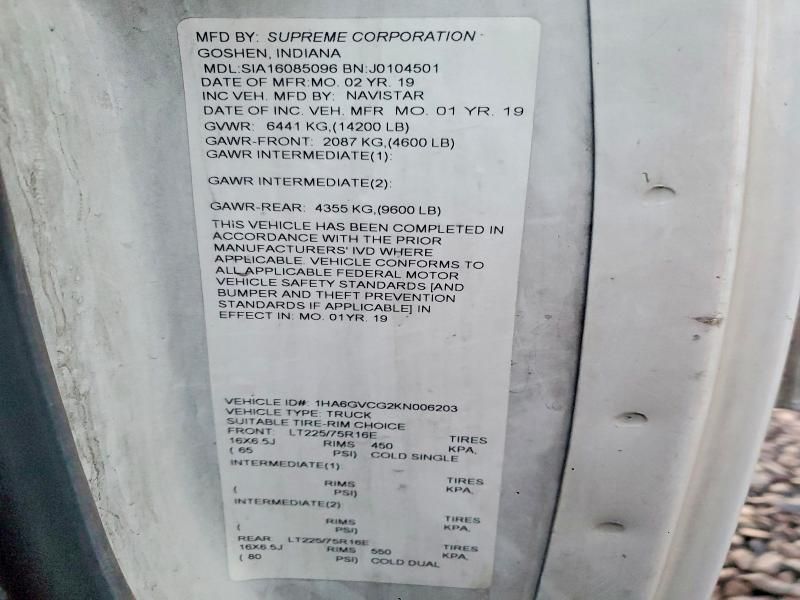 MFD BY: SUPREME CORPORATION
GOSHEN, INDIANA
MDL:SIA16085096 BN:J0104501
DATE OF MFR:MO. 02 YR. 19
INC VEH. MFD BY: NAVISTAR
DATE OF INC. VEH. MFR MO. 01 YR. 19
GVWR: 6441 KG,(14200 LB)
GAWR-FRONT: 2087 KG,(4600 LB)
GAWR INTERMEDIATE(1):
GAWR INTERMEDIATE(2):
GAWR-REAR: 4355 KG,(9600 LB)
THIS VEHICLE HAS BEEN COMPLETED IN
ACCORDANCE WITH THE PRIOR
MANUFACTURERS' IVD WHERE
APPLICABLE. VEHICLE CONFORMS TO
ALL APPLICABLE FEDERAL MOTOR
VEHICLE SAFETY STANDARDS [AND
BUMPER AND THEFT PREVENTION
STANDARDS IF APPLICABLE] IN
EFFECT IN: MO. 01YR. 19
VEHICLE ID#: 1HA6GVCG2KN006203
VEHICLE TYPE: TRUCK
SUITABLE TIRE-RIM CHOICE
FRONT: LT225/75R16E TIRES
16X6.5J RIMS 450 KPA.
( 65 PSI) COLD SINGLE
INTERMEDIATE(1) TIRES
RIMS KPA.
( PSI)
INTERMEDIATE(2) TIRES
RIMS KPA.
( PSI)
REAR: LT225/75R16E TIRES
16X6.5J RIMS 550 KPA.
( 80 PSI) COLD DUAL